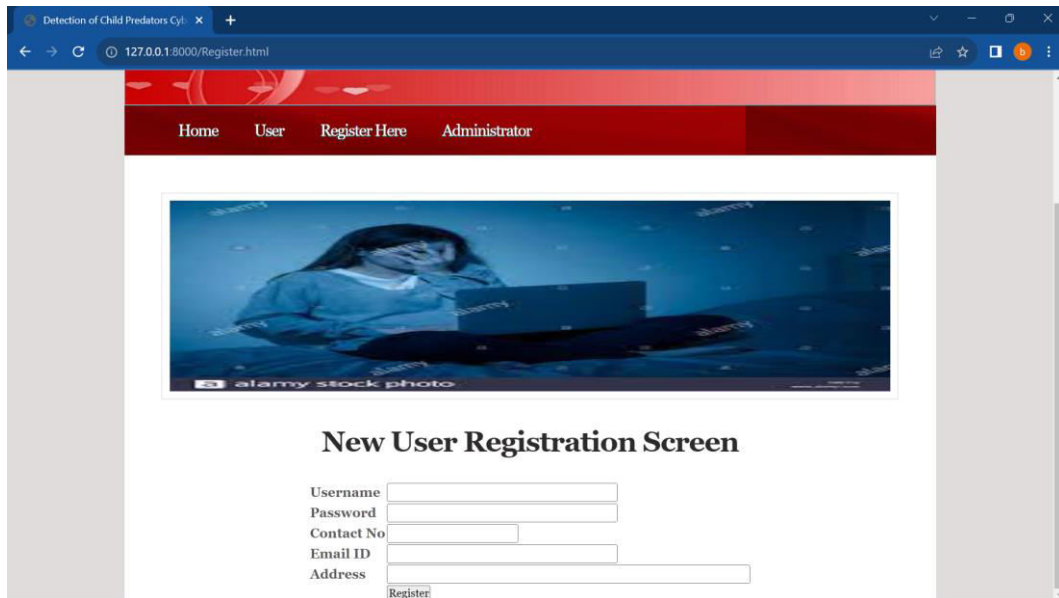 Detection of Child Predators Cyb
127.0.0.1:8000/Register.html
b
Home User Register Here Administrator
alamy
alamy
alamy
alamy
alamy
alamy
a alamy stock photo
New User Registration Screen
Username
Password
Contact No
Email ID
Address
Register